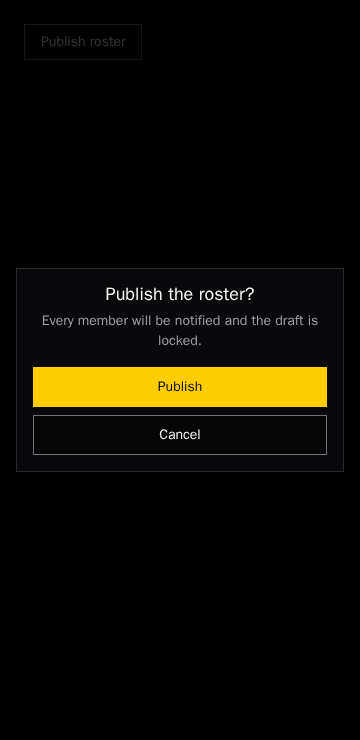 Publish roster
Publish the roster?
Every member will be notified and the draft is
locked.
Publish
Cancel